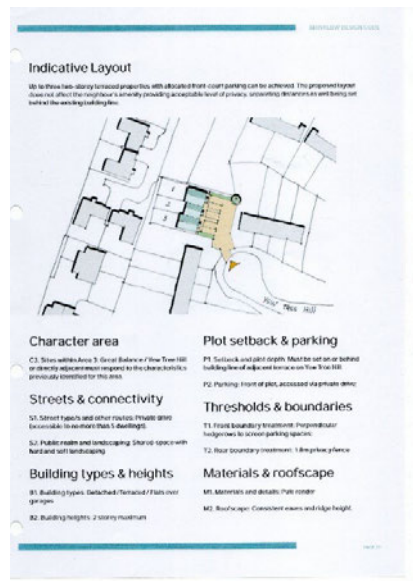 Indicative Layout
Up to three two-storey terraced properties with allocated front-court parking can be achieved. The proposed layout
does not affect the neighbour's amenity providing acceptable level of privacy, separating distances as well being set
behind the existing building line.
1
2
3
Yew Tree Hill
Character area
C3. Sites within Area 3: Great Balance / Yew Tree Hill
or directly adjacent must respond to the characteristics
previously identified for this area.
Streets & connectivity
S1. Street type/s and other routes: Private drive
(accessible to no more than 5 dwellings).
S2. Public realm and landscaping: Shared-space with
hard and soft landscaping.
Building types & heights
B1. Building types: Detached / Terraced / Flats over
garages
B2. Building heights: 2 storey maximum
Plot setback & parking
P1. Setback and plot depth: Must be set on or behind
building line of adjacent terrace on Yew Tree Hill
P2. Parking: Front of plot, accessed via private drive
Thresholds & boundaries
T1. Front boundary treatment: Perpendicular
hedgerows to screen parking spaces
T2. Rear boundary treatment: 1.8m privacy fence
Materials & roofscape
M1. Materials and details: Pale render
M2. Roofscape: Consistent eaves and ridge height.